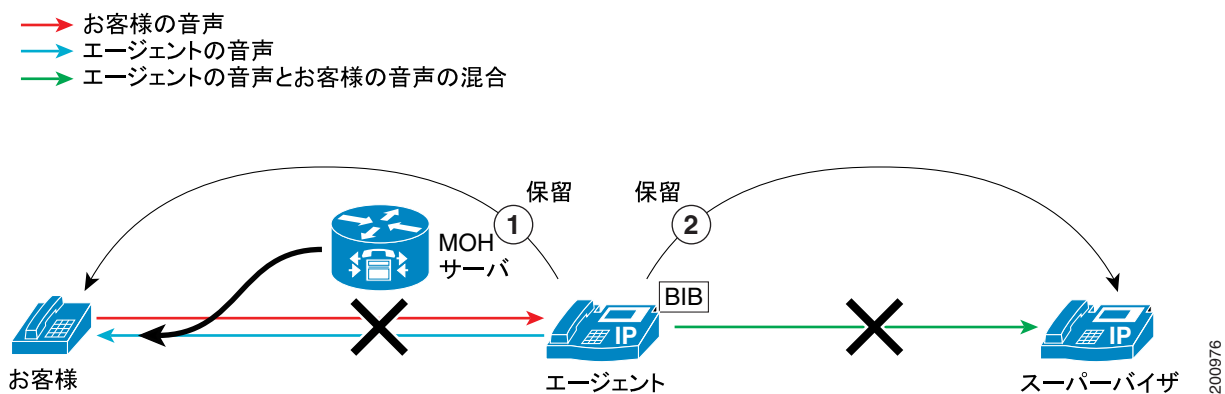 お客様の音声
エージェントの音声
エージェントの音声とお客様の音声の混合
保留
1
保留
2
MOH
サーバ
BIB
IP
IP
お客様
エージェント
スーパーバイザ
200976